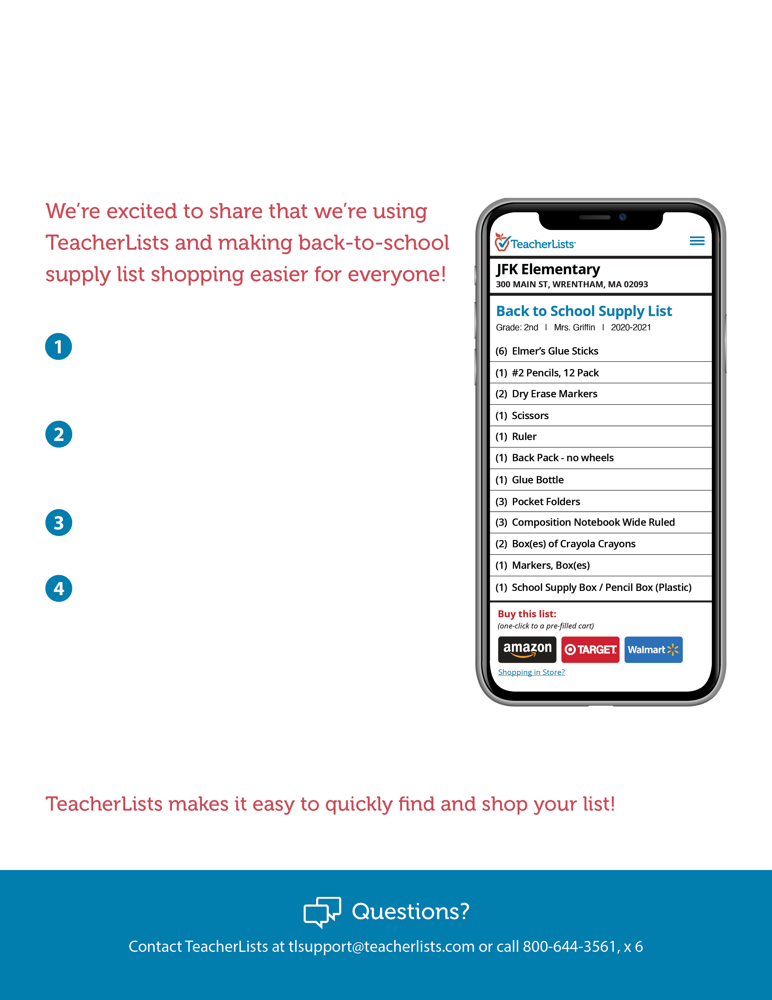 We’re excited to share that we’re using
TeacherLists and making back-to-school
supply list shopping easier for everyone!
1
2
3
4
TeacherLists™
JFK Elementary
300 MAIN ST, WRENTHAM, MA 02093
Back to School Supply List
Grade: 2nd | Mrs. Griffin | 2020-2021
(6) Elmer’s Glue Sticks
(1) #2 Pencils, 12 Pack
(2) Dry Erase Markers
(1) Scissors
(1) Ruler
(1) Back Pack - no wheels
(1) Glue Bottle
(3) Pocket Folders
(3) Composition Notebook Wide Ruled
(2) Box(es) of Crayola Crayons
(1) Markers, Box(es)
(1) School Supply Box / Pencil Box (Plastic)
Buy this list:
(one-click to a pre-filled cart)
amazon TARGET Walmart
Shopping in Store?
TeacherLists makes it easy to quickly find and shop your list!
Questions?
Contact TeacherLists at tlsupport@teacherlists.com or call 800-644-3561, x 6